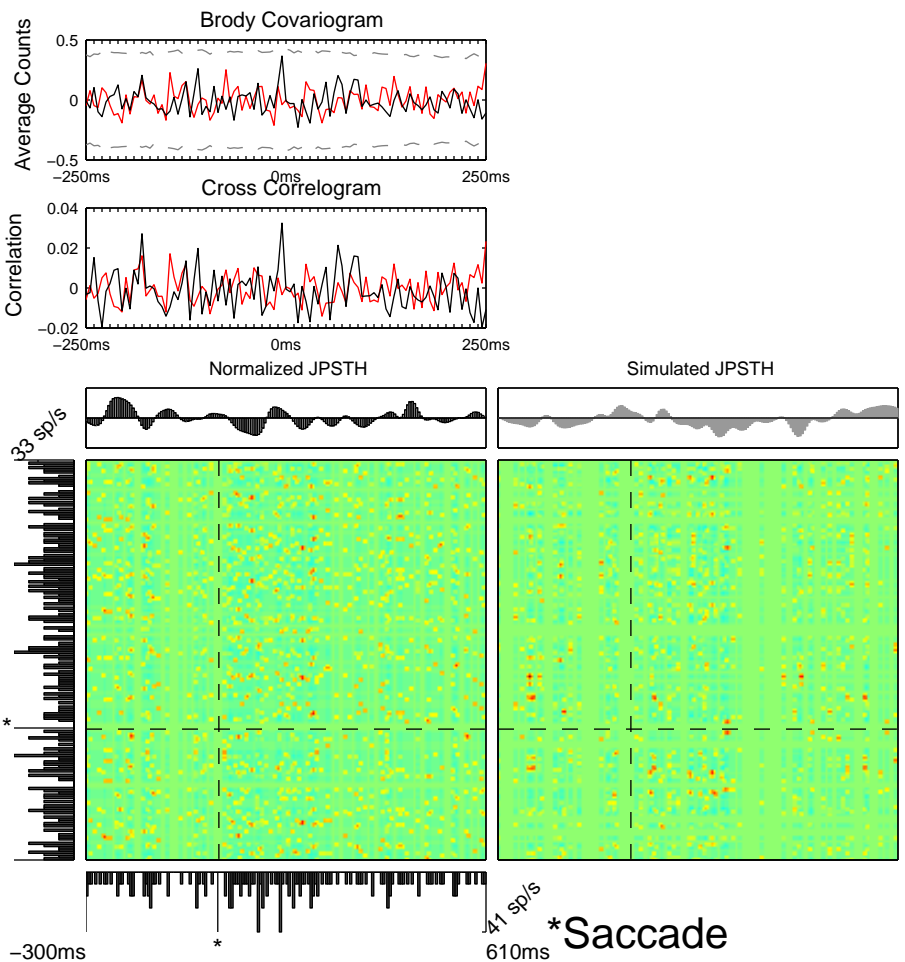 Brody Covariogram
Average Counts
0.5
0
−0.5
−250ms 0ms 250ms
Cross Correlogram
Correlation
0.04
0.02
0
−0.02
−250ms 0ms 250ms
Normalized JPSTH Simulated JPSTH
33 sp/s
*
41 sp/s
*
*Saccade
−300ms 610ms